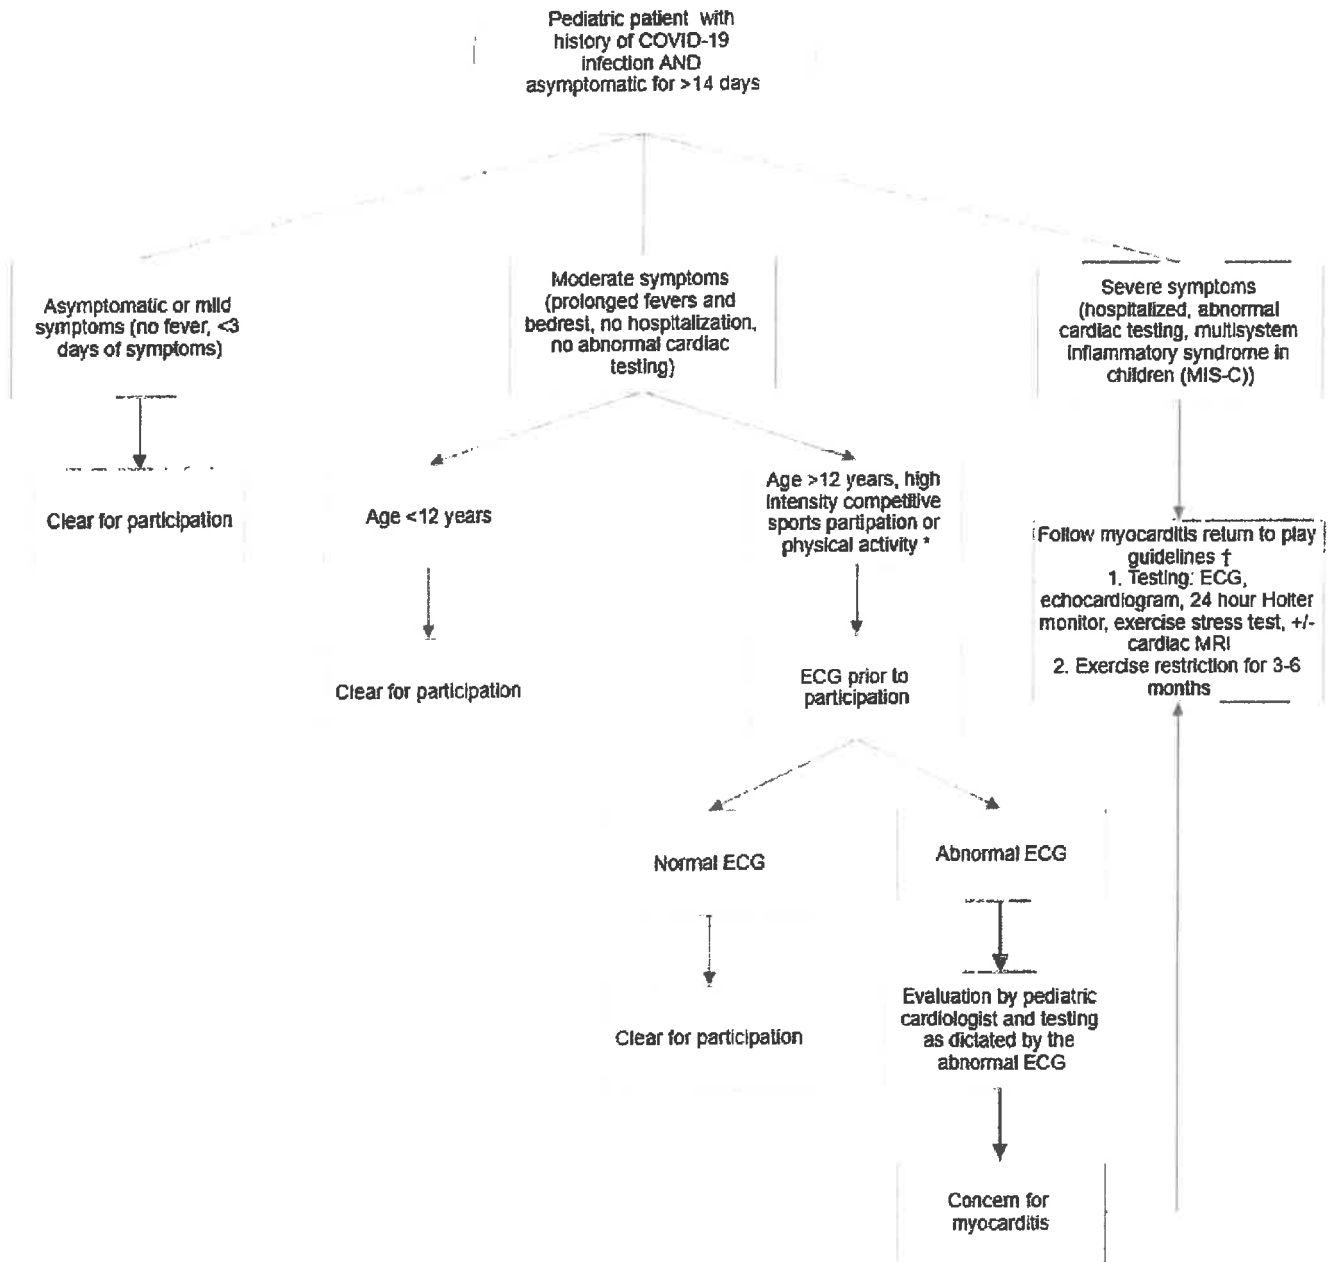 Pediatric patient with
history of COVID-19
infection AND
asymptomatic for >14 days
Asymptomatic or mild
symptoms (no fever, <3
days of symptoms)
Moderate symptoms
(prolonged fevers and
bedrest, no hospitalization,
no abnormal cardiac
testing)
Severe symptoms
(hospitalized, abnormal
cardiac testing, multisystem
inflammatory syndrome in
children (MIS-C))
Clear for participation
Age <12 years
Age >12 years, high
intensity competitive
sports partipation or
physical activity *
Follow myocarditis return to play
guidelines †
1. Testing: ECG,
echocardiogram, 24 hour Holter
monitor, exercise stress test, +/-
cardiac MRI
2. Exercise restriction for 3-6
months
Clear for participation
ECG prior to
participation
Normal ECG
Abnormal ECG
Clear for participation
Evaluation by pediatric
cardiologist and testing
as dictated by the
abnormal ECG
Concern for
myocarditis